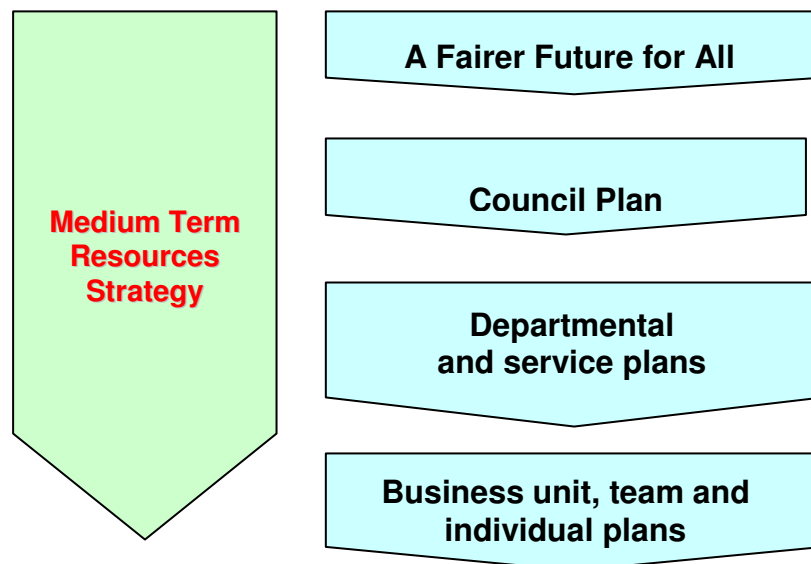 A Fairer Future for All
Medium Term
Resources
Strategy
Council Plan
Departmental
and service plans
Business unit, team and
individual plans